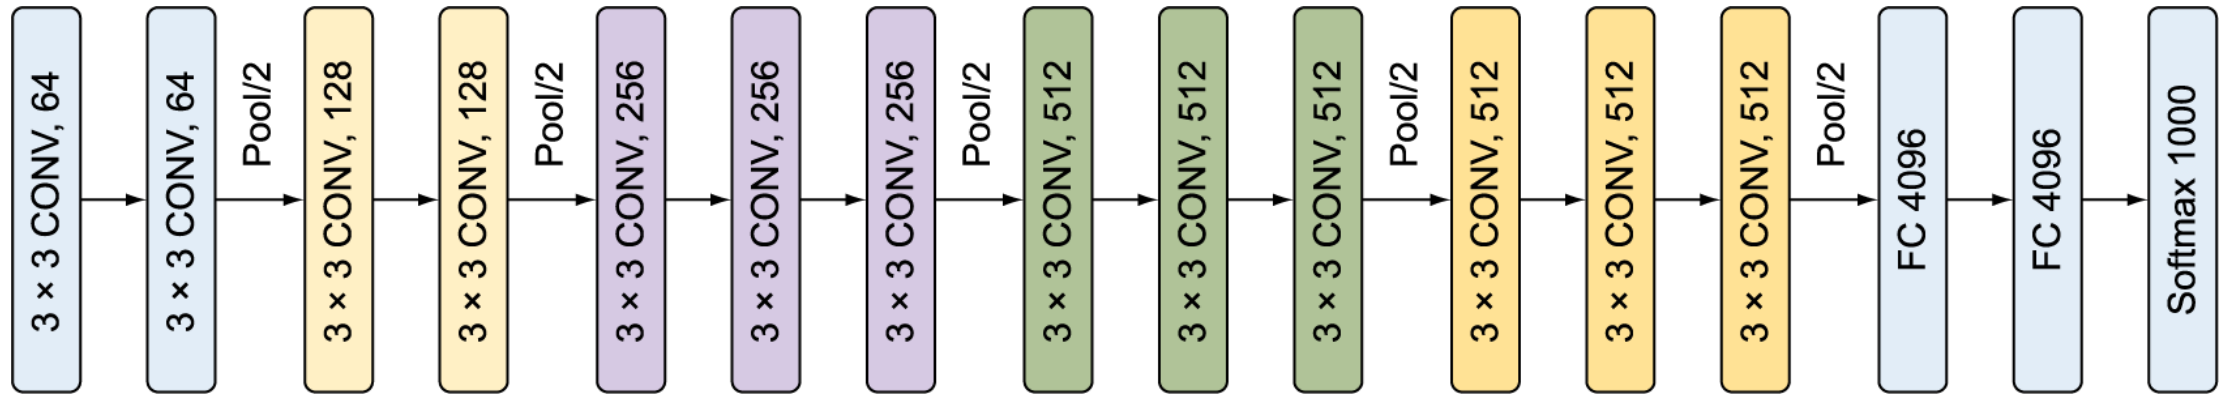 3 × 3 CONV, 64
3 × 3 CONV, 64
Pool/2
3 × 3 CONV, 128
3 × 3 CONV, 128
Pool/2
3 × 3 CONV, 256
3 × 3 CONV, 256
3 × 3 CONV, 256
Pool/2
3 × 3 CONV, 512
3 × 3 CONV, 512
3 × 3 CONV, 512
Pool/2
3 × 3 CONV, 512
3 × 3 CONV, 512
3 × 3 CONV, 512
Pool/2
FC 4096
FC 4096
Softmax 1000